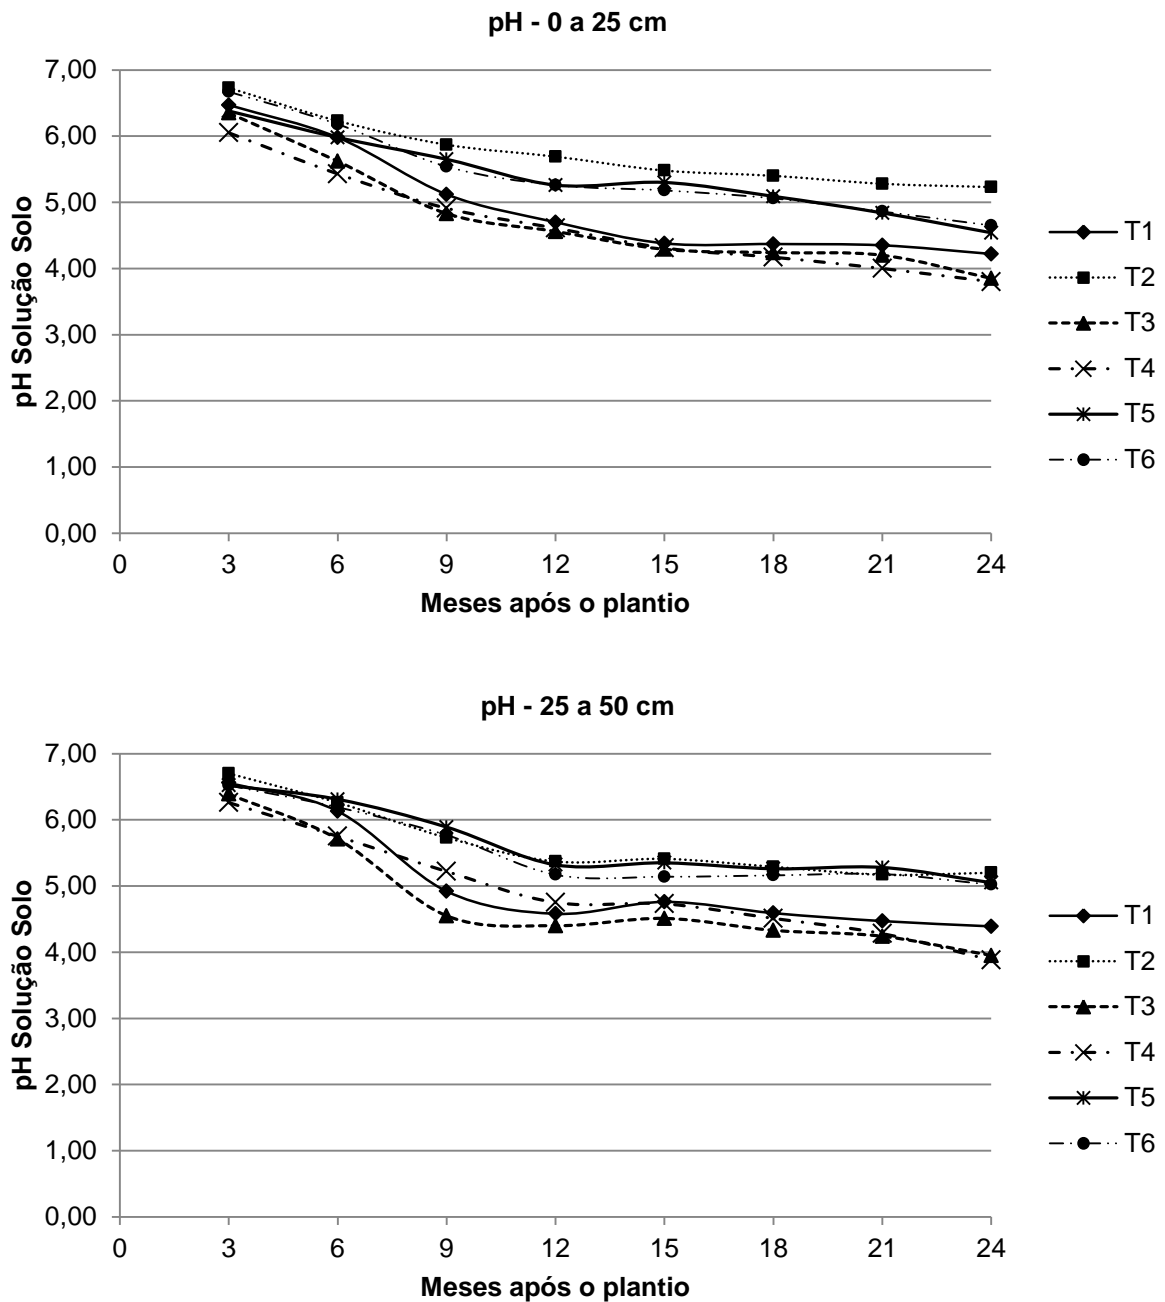 pH - 0 a 25 cm
7,00
6,00
5,00
4,00
3,00
2,00
1,00
0,00
pH Solução Solo
0 3 6 9 12 15 18 21 24
Meses após o plantio
T1
T2
T3
T4
T5
T6
pH - 25 a 50 cm
7,00
6,00
5,00
4,00
3,00
2,00
1,00
0,00
pH Solução Solo
0 3 6 9 12 15 18 21 24
Meses após o plantio
T1
T2
T3
T4
T5
T6